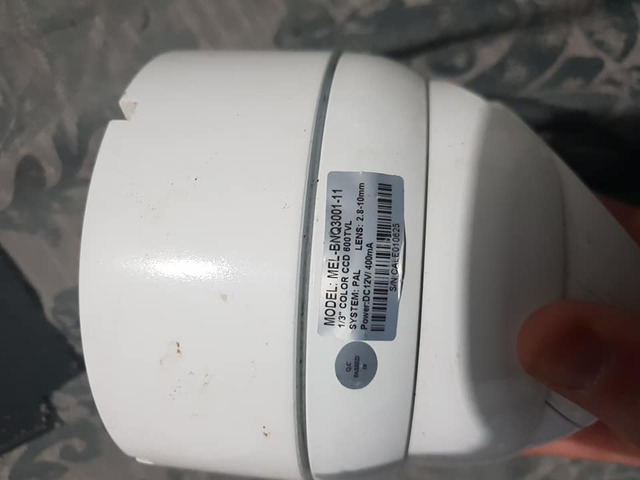 MODEL: MEL-BNQ3001-11
1/3" COLOR CCD 600TVL
SYSTEM: PAL LENS: 2.8-10mm
Power:DC12V/ 400mA
S/N:CALE010625
Q.C
PASSED